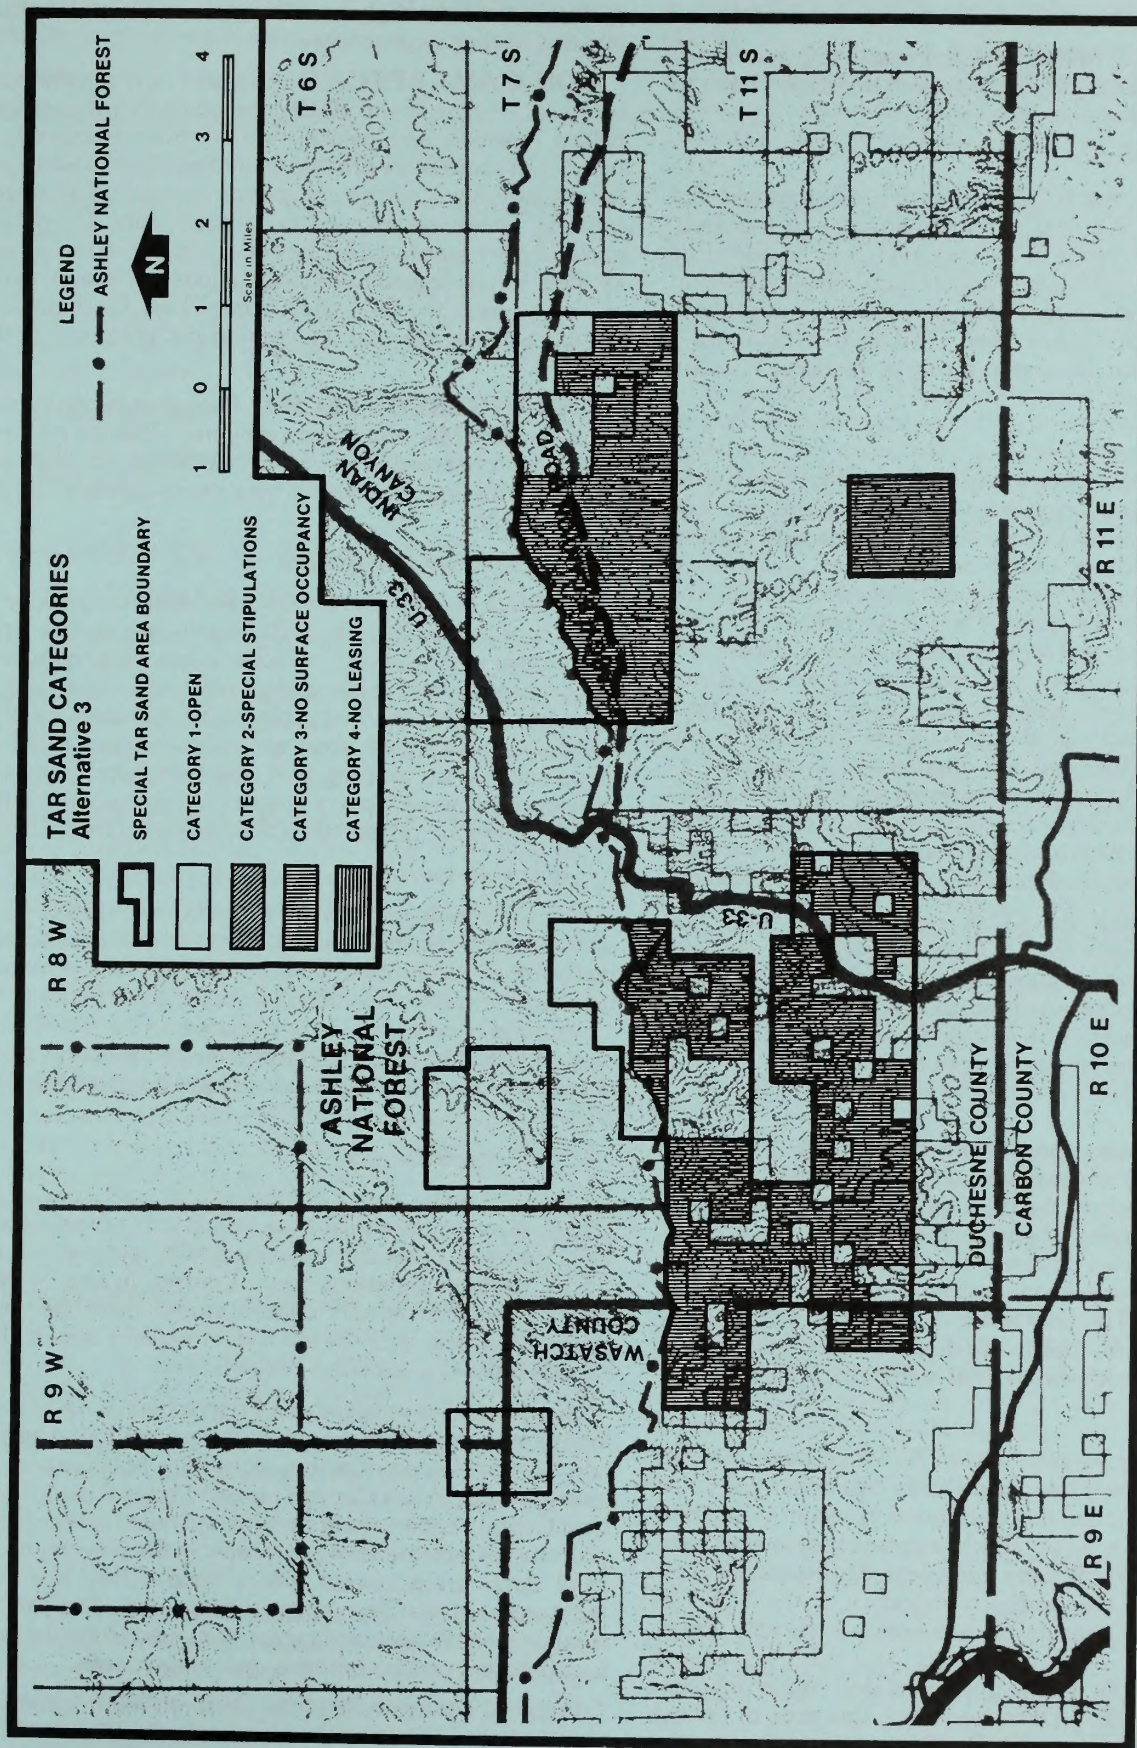 TAR SAND CATEGORIES
Alternative 3
SPECIAL TAR SAND AREA BOUNDARY
CATEGORY 1-OPEN
CATEGORY 2-SPECIAL STIPULATIONS
CATEGORY 3-NO SURFACE OCCUPANCY
CATEGORY 4-NO LEASING
LEGEND
ASHLEY NATIONAL FOREST
N
1 0 1 2 3 4
Scale in Miles
R 9 W
R 8 W
T 6 S
T 7 S
T 11 S
ASHLEY
NATIONAL
FOREST
INDIAN
CANYON
U-33
ROAD
U-33
WASATCH
COUNTY
DUCHESNE COUNTY
CARBON COUNTY
R 9 E
R 10 E
R 11 E